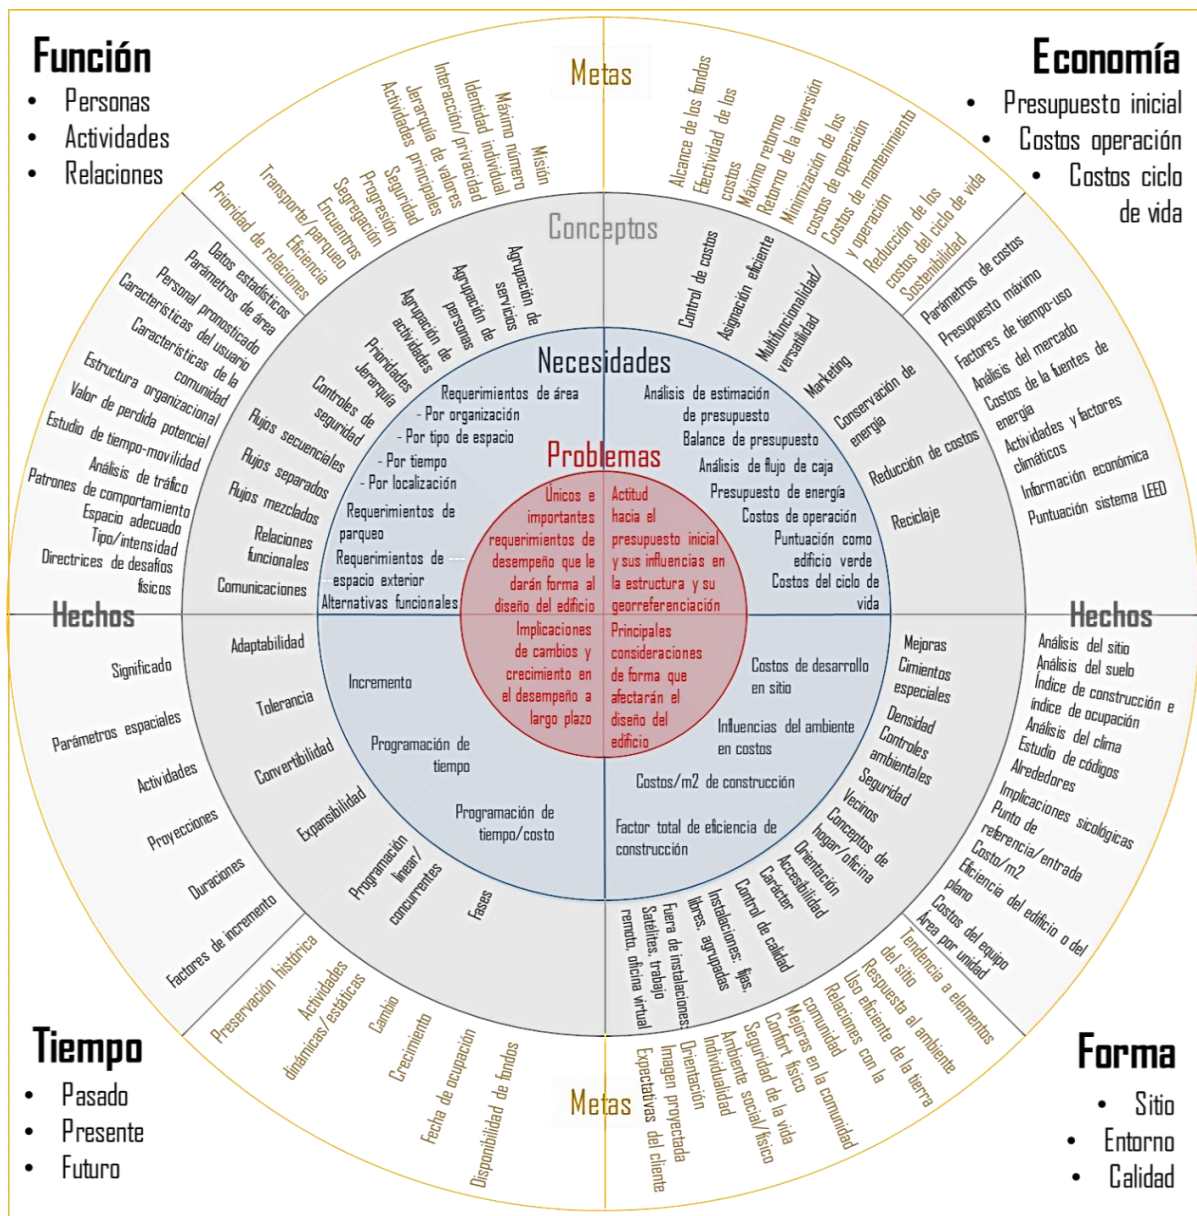 Función
• Personas
• Actividades
• Relaciones
Economía
• Presupuesto inicial
• Costos operación
• Costos ciclo
de vida
Metas
Prioridad de relaciones
Eficiencia
Transporte/parqueo
Encuentros
Segregación
Progresión
Seguridad
Actividades principales
Jerarquía de valores
Interacción/privacidad
Identidad individual
Máximo número
Misión
Alcance de los fondos
Efectividad de los
costos
Máximo retorno
Retorno de la inversión
Minimización de los
costos de operación
Costos de mantenimiento
y operación
Reducción de los
costos del ciclo de vida
Sostenibilidad
Datos estadísticos
Parámetros de área
Personal pronosticado
Características del usuario
Características de la
comunidad
Estructura organizacional
Valor de perdida potencial
Estudio de tiempo-movilidad
Análisis de tráfico
Patrones de comportamiento
Espacio adecuado
Tipo/intensidad
Directrices de desafíos
físicos
Parámetros de costos
Presupuesto máximo
Factores de tiempo-uso
Análisis del mercado
Costos de la fuentes de
energía
Actividades y factores
climáticos
Información económica
Puntuación sistema LEED
Conceptos
Agrupación de
servicios
Agrupación de
personas
Agrupación de
actividades
Prioridades
Jerarquía
Controles de
seguridad
Flujos secuenciales
Flujos separados
Flujos mezclados
Relaciones
funcionales
Comunicaciones
Control de costos
Asignación eficiente
Multifuncionalidad/
versatilidad
Marketing
Conservación de
energía
Reducción de costos
Reciclaje
Necesidades
Requerimientos de área
- Por organización
- Por tipo de espacio
- Por tiempo
- Por localización
Requerimientos de
parqueo
Requerimientos de
espacio exterior
Alternativas funcionales
Análisis de estimación
de presupuesto
Balance de presupuesto
Análisis de flujo de caja
Presupuesto de energía
Costos de operación
Puntuación como
edificio verde
Costos del ciclo de
vida
Problemas
Únicos e
importantes
requerimientos de
desempeño que le
darán forma al
diseño del edificio
Actitud
hacia el
presupuesto inicial
y sus influencias en
la estructura y su
georreferenciación
Implicaciones
de cambios y
crecimiento en
el desempeño a
largo plazo
Principales
consideraciones
de forma que
afectarán el
diseño del
edificio
Hechos
Hechos
Significado
Parámetros espaciales
Actividades
Proyecciones
Duraciones
Factores de incremento
Adaptabilidad
Tolerancia
Convertibilidad
Expansibilidad
Programación
linear/
concurrentes
Fases
Incremento
Programación de
tiempo
Programación de
tiempo/costo
Costos de desarrollo
en sitio
Influencias del ambiente
en costos
Costos/m2 de construcción
Factor total de eficiencia de
construcción
Mejoras
Cimientos
especiales
Densidad
Controles
ambientales
Seguridad
Vecinos
Conceptos de
hogar/oficina
Orientación
Accesibilidad
Carácter
Control de calidad
Instalaciones: fijas,
libres, agrupadas
Fuera de instalaciones:
Satélites, trabajo
remoto, oficina virtual
Análisis del sitio
Análisis del suelo
Índice de construcción e
índice de ocupación
Análisis del clima
Estudio de códigos
Alrededores
Implicaciones sicológicas
Punto de
referencia/entrada
Costo/m2
Eficiencia del edificio o del
plano
Costos del equipo
Área por unidad
Preservación histórica
Actividades
dinámicas/estáticas
Cambio
Crecimiento
Fecha de ocupación
Disponibilidad de fondos
Metas
Tendencia a elementos
del sitio
Respuesta al ambiente
Uso eficiente de la tierra
Relaciones con la
comunidad
Mejoras en la comunidad
Confort físico
Seguridad de la vida
Ambiente social/físico
Individualidad
Orientación
Imagen proyectada
Expectativas del cliente
Tiempo
• Pasado
• Presente
• Futuro
Forma
• Sitio
• Entorno
• Calidad